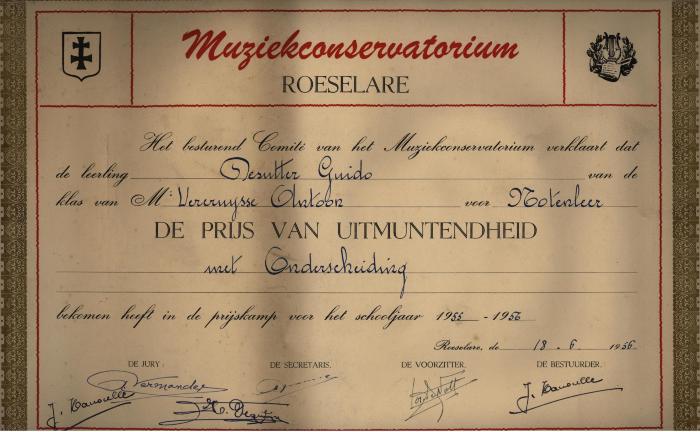 Muziekconservatorium
ROESELARE
Het besturend Comité van het Muziekconservatorium verklaart dat
de leerling Desutter Guido van de
klas van Mr Vercruysse Antoon voor Notenleer
DE PRIJS VAN UITMUNTENDHEID
met Onderscheiding
bekomen heeft in de prijskamp voor het schooljaar 1955 - 1956
Roeselare, de 18 - 6 1956
DE JURY: DE SECRETARIS. DE VOORZITTER. DE BESTUURDER.